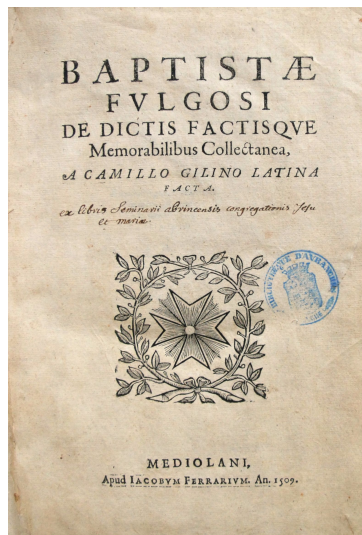 BAPTISTÆ
FVLGOSI
DE DICTIS FACTISQVE
Memorabilibus Collectanea,
A CAMILLO GILINO LATINA
FACTA.
ex libris Seminarii abrincensis congregationis Jesu
et mariæ.
MEDIOLANI,
Apud IACOBVM FERRARIVM. An. 1509.